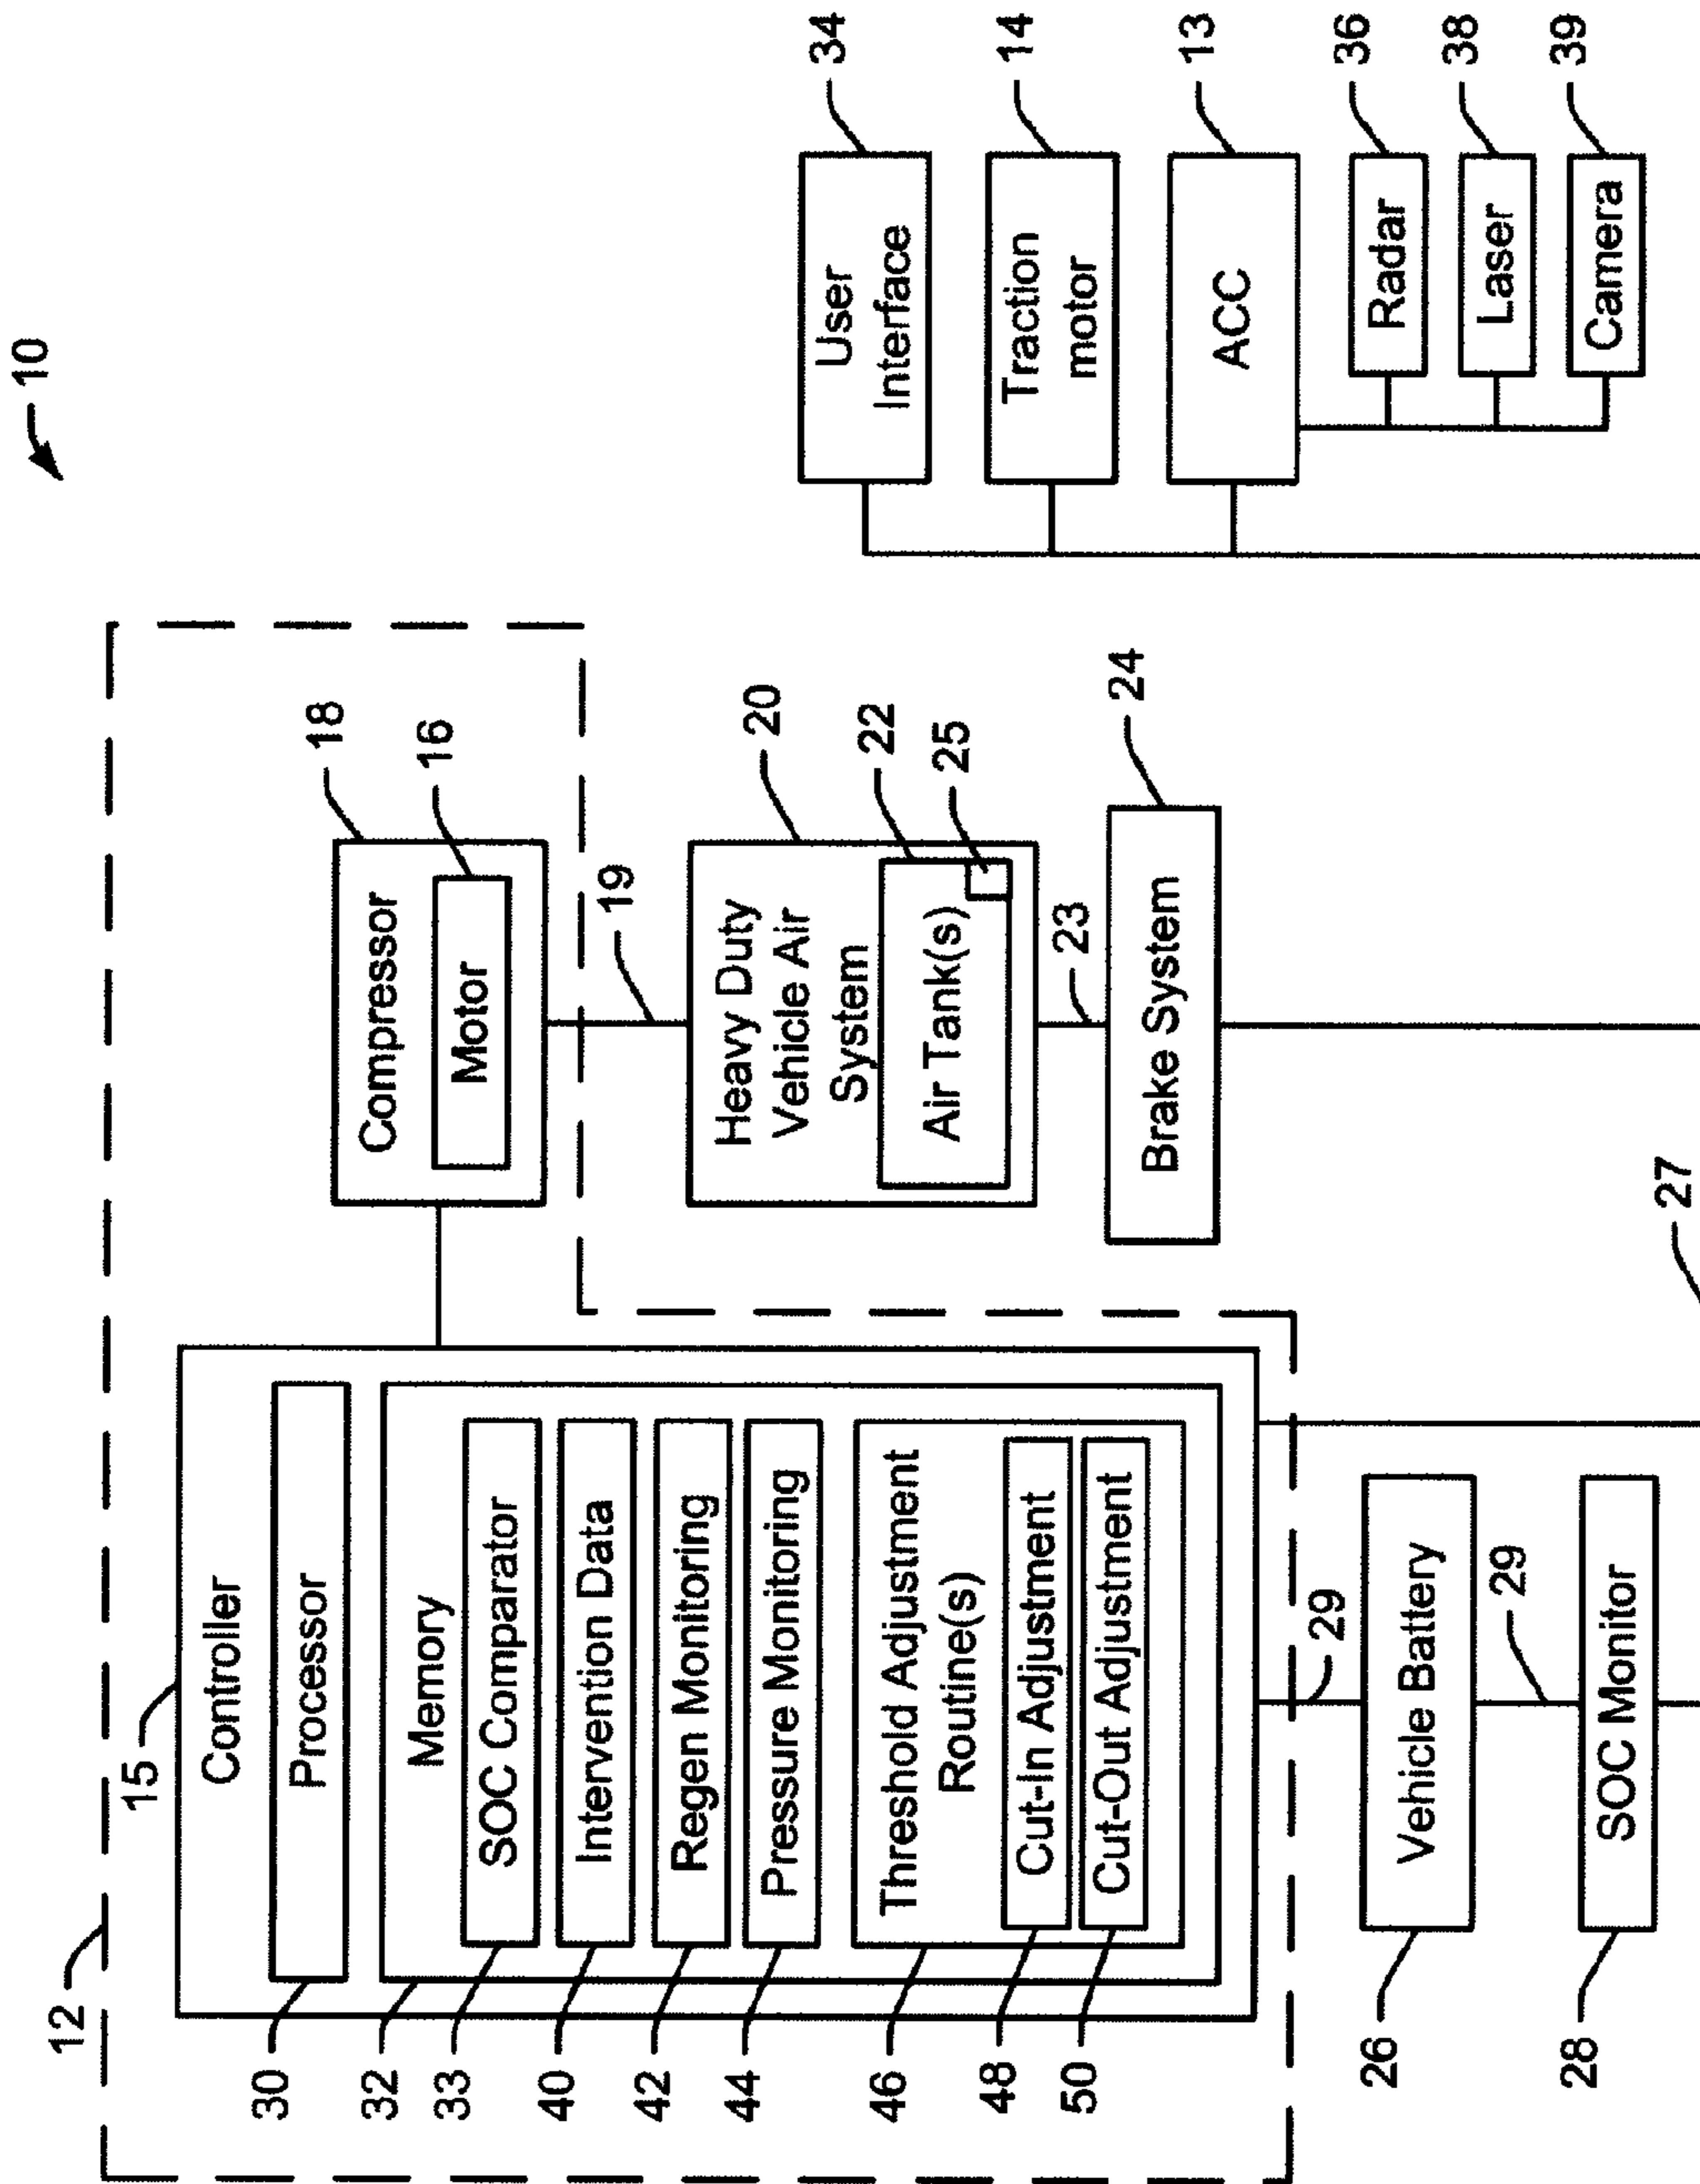 10
12
15
Controller
30
Processor
32
Memory
33
SOC Comparator
40
Intervention Data
42
Regen Monitoring
44
Pressure Monitoring
46
Threshold Adjustment
Routine(s)
48
Cut-In Adjustment
50
Cut-Out Adjustment
18
Compressor
16
Motor
19
20
Heavy Duty
Vehicle Air
System
22
25
Air Tank(s)
23
24
Brake System
34
User
Interface
14
Traction
motor
13
ACC
36
Radar
38
Laser
39
Camera
29
26
Vehicle Battery
29
28
SOC Monitor
27